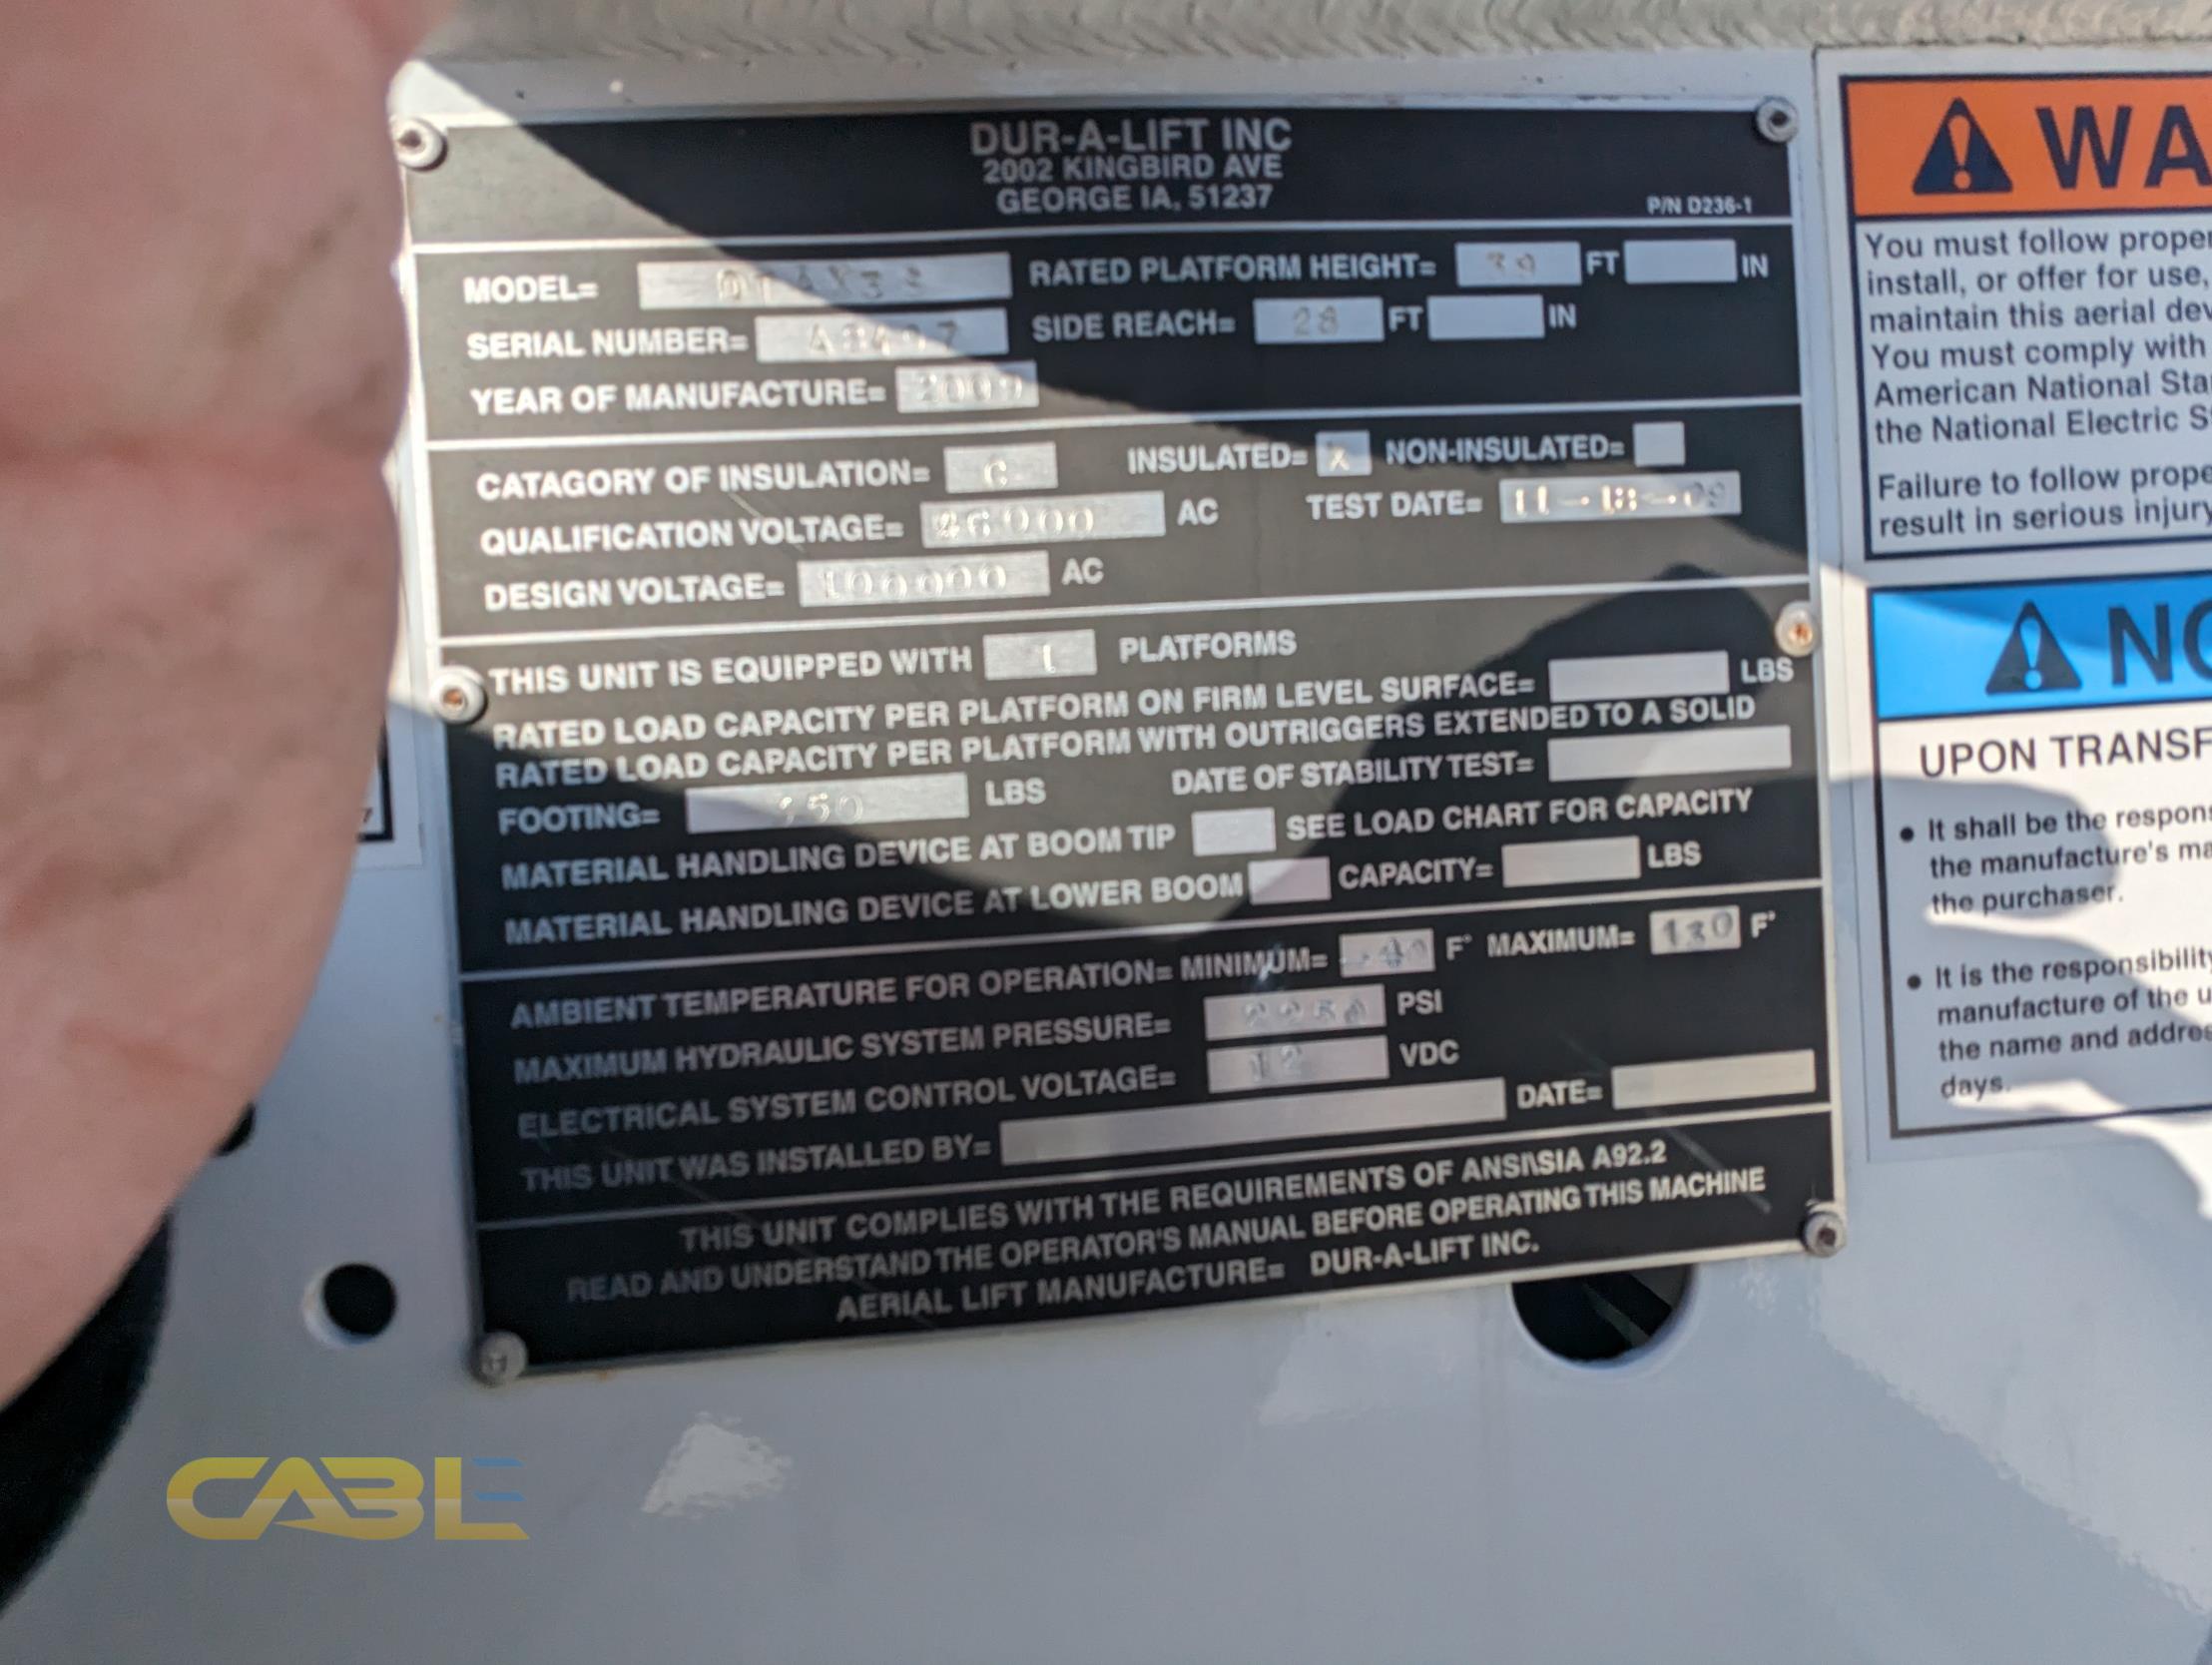 DUR-A-LIFT INC
2002 KINGBIRD AVE
GEORGE IA, 51237
P/N D236-1
MODEL=
RATED PLATFORM HEIGHT= 39 FT IN
SERIAL NUMBER=
SIDE REACH= 28 FT IN
YEAR OF MANUFACTURE= 2009
CATAGORY OF INSULATION= C INSULATED= X NON-INSULATED=
QUALIFICATION VOLTAGE= AC TEST DATE=
DESIGN VOLTAGE= 100000 AC
THIS UNIT IS EQUIPPED WITH 1 PLATFORMS
RATED LOAD CAPACITY PER PLATFORM ON FIRM LEVEL SURFACE= LBS
RATED LOAD CAPACITY PER PLATFORM WITH OUTRIGGERS EXTENDED TO A SOLID
FOOTING= LBS DATE OF STABILITY TEST=
MATERIAL HANDLING DEVICE AT BOOM TIP SEE LOAD CHART FOR CAPACITY
MATERIAL HANDLING DEVICE AT LOWER BOOM CAPACITY= LBS
AMBIENT TEMPERATURE FOR OPERATION= MINIMUM= -40 F° MAXIMUM= 130 F°
MAXIMUM HYDRAULIC SYSTEM PRESSURE= 2250 PSI
ELECTRICAL SYSTEM CONTROL VOLTAGE= 12 VDC
THIS UNIT WAS INSTALLED BY= DATE=
THIS UNIT COMPLIES WITH THE REQUIREMENTS OF ANSI\SIA A92.2
READ AND UNDERSTAND THE OPERATOR'S MANUAL BEFORE OPERATING THIS MACHINE
AERIAL LIFT MANUFACTURE= DUR-A-LIFT INC.
WA
You must follow proper
install, or offer for use,
maintain this aerial dev
You must comply with
American National Sta
the National Electric S
Failure to follow prope
result in serious injury
NO
UPON TRANSF
• It shall be the respons
the manufacture's ma
the purchaser.
• It is the responsibility
manufacture of the u
the name and addres
days.
CABLE